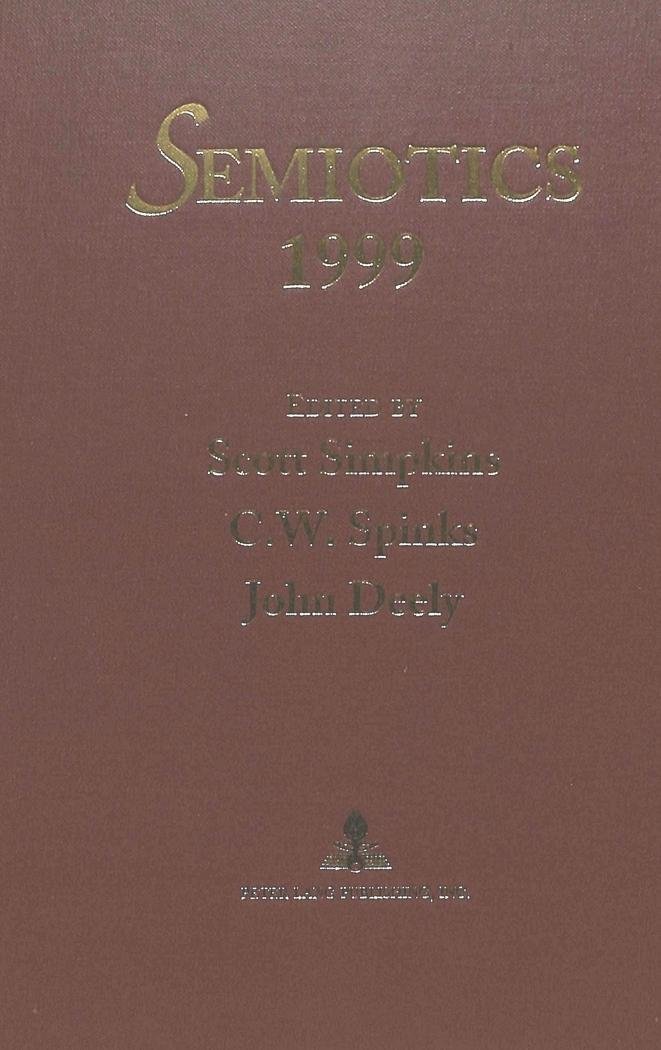 SEMIOTICS
1999
EDITED BY
Scott Simpkins
C.W. Spinks
John Deely
PETER LANG PUBLISHING, INC.